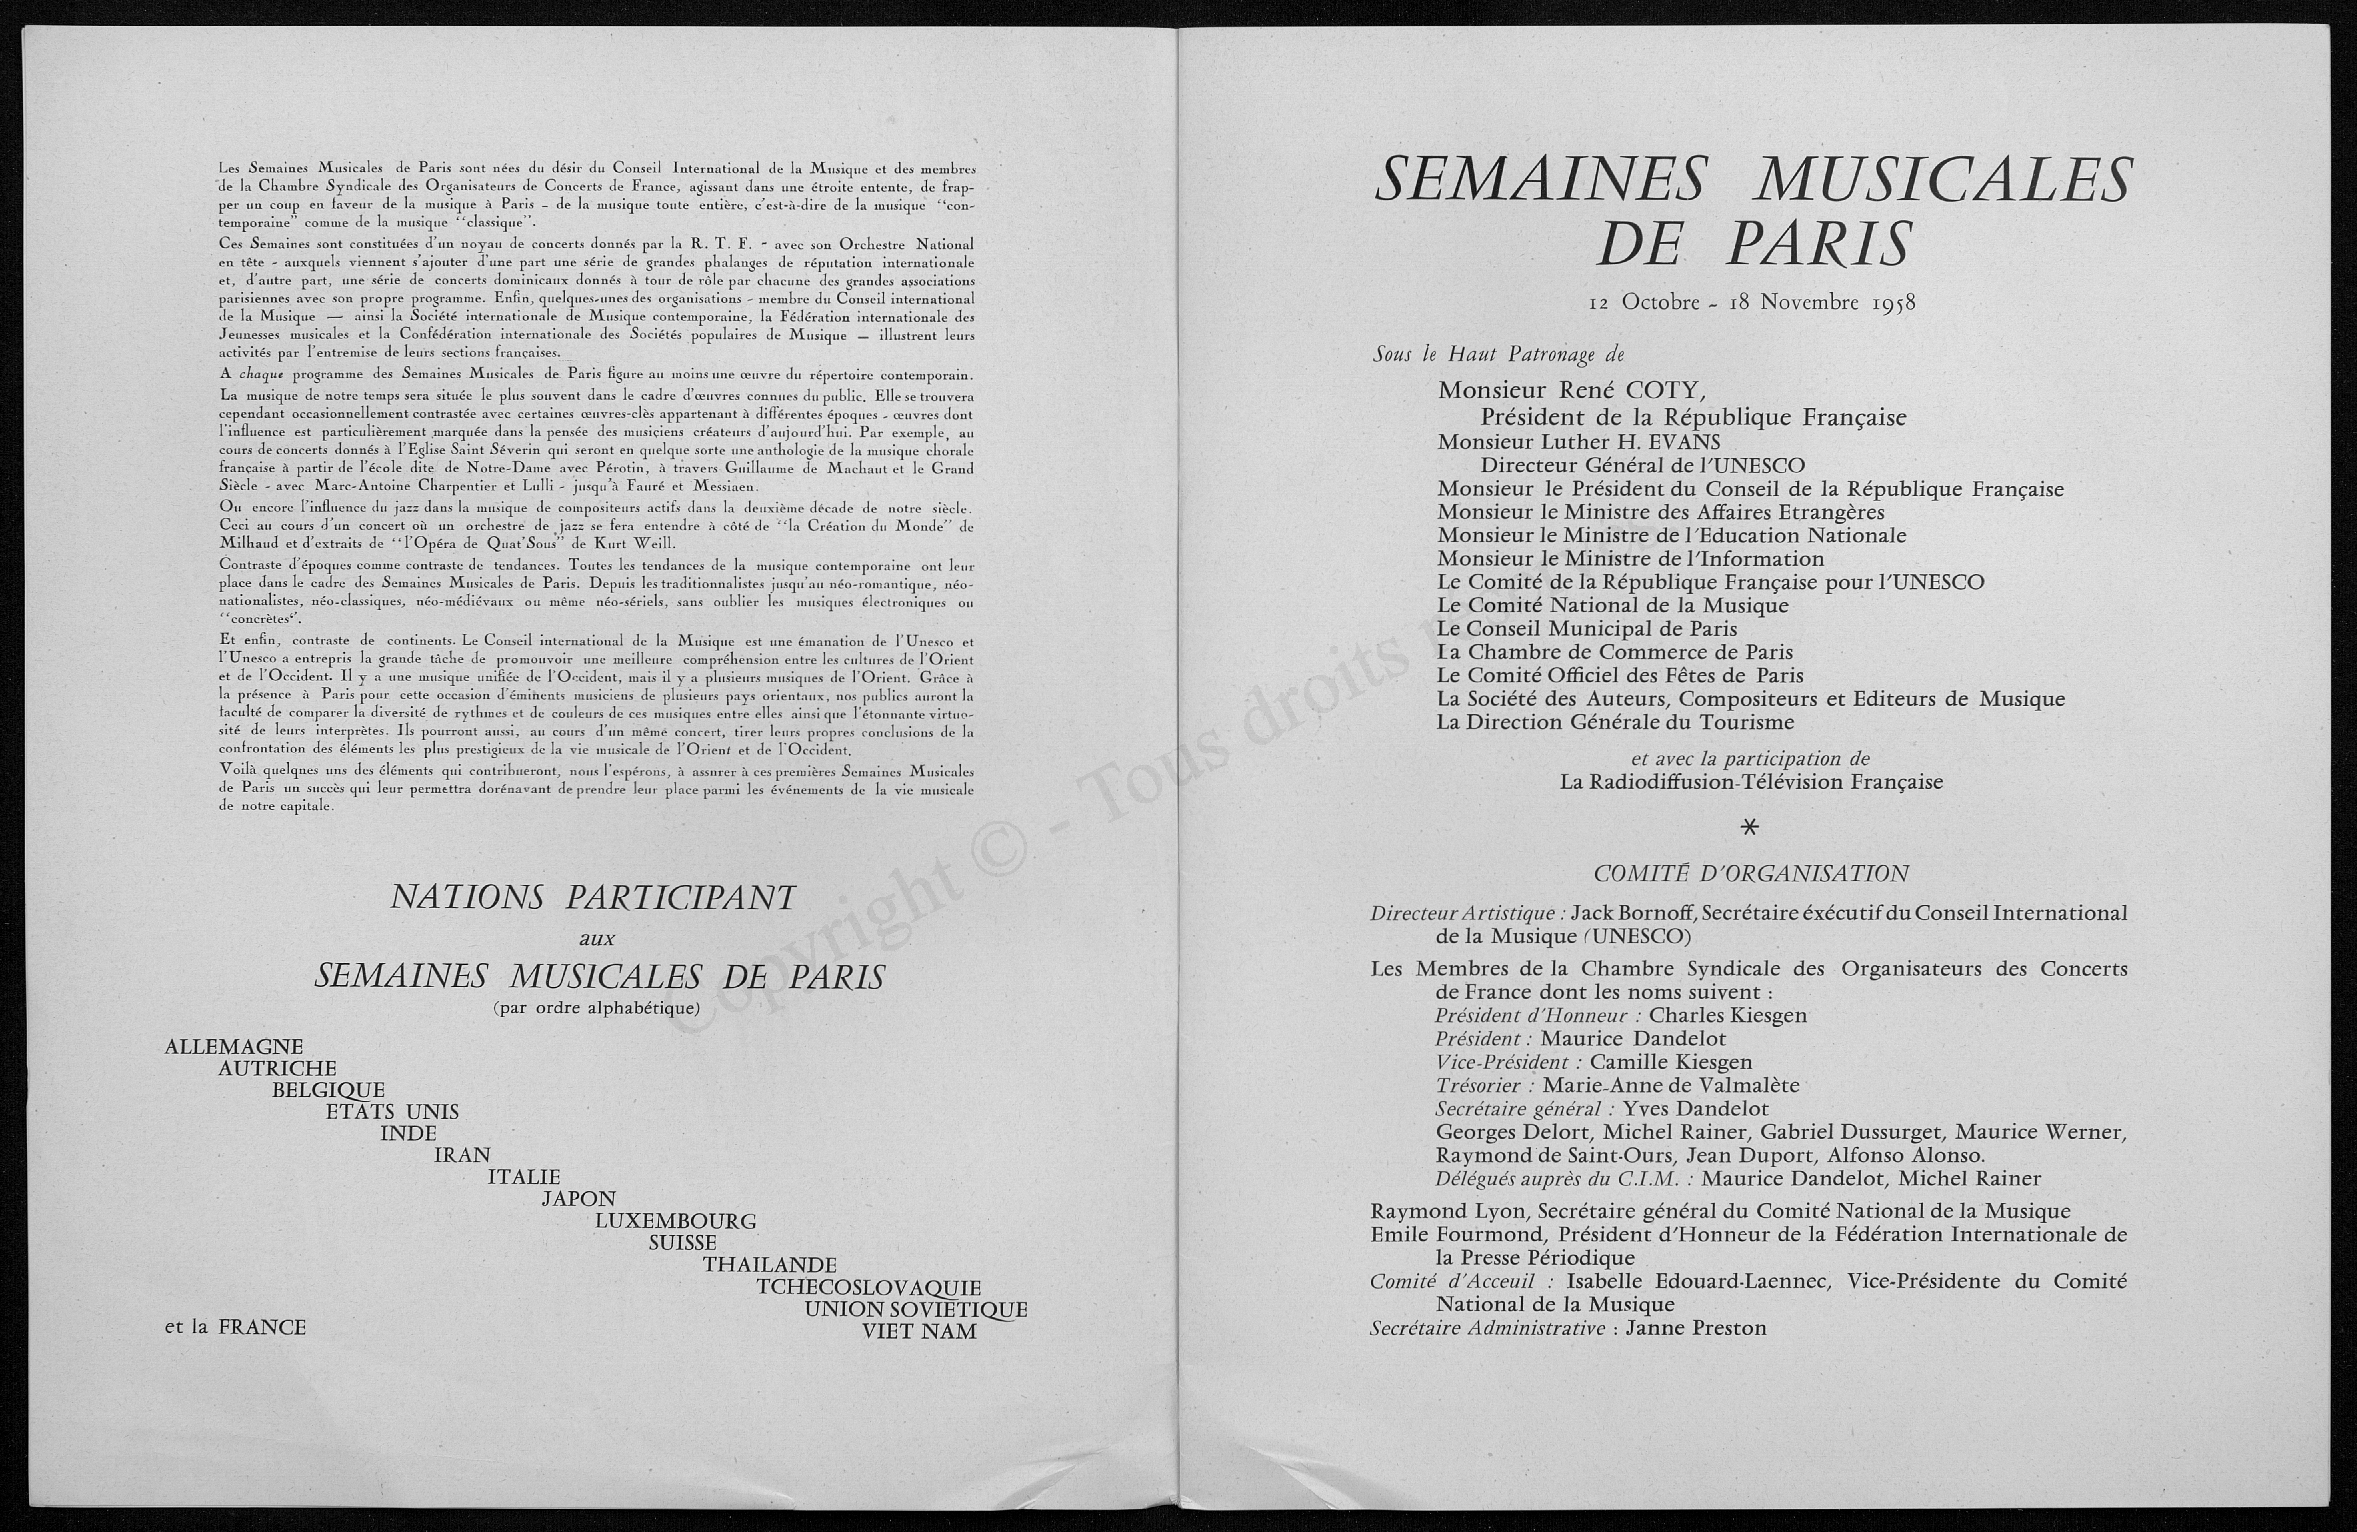 Les Semaines Musicales de Paris sont nées du désir du Conseil International de la Musique et des membres
de la Chambre Syndicale des Organisateurs de Concerts de France, agissant dans une étroite entente, de frap-
per un coup en faveur de la musique à Paris - de la musique toute entière, c'est-à-dire de la musique "con-
temporaine" comme de la musique "classique".
Ces Semaines sont constituées d'un noyau de concerts donnés par la R. T. F. - avec son Orchestre National
en tête - auxquels viennent s'ajouter d'une part une série de grandes phalanges de réputation internationale
et, d'autre part, une série de concerts dominicaux donnés à tour de rôle par chacune des grandes associations
parisiennes avec son propre programme. Enfin, quelques-unes des organisations - membre du Conseil international
de la Musique — ainsi la Société internationale de Musique contemporaine, la Fédération internationale des
Jeunesses musicales et la Confédération internationale des Sociétés populaires de Musique — illustrent leurs
activités par l'entremise de leurs sections françaises.
A chaque programme des Semaines Musicales de Paris figure au moins une œuvre du répertoire contemporain.
La musique de notre temps sera située le plus souvent dans le cadre d'œuvres connues du public. Elle se trouvera
cependant occasionnellement contrastée avec certaines œuvres-clès appartenant à différentes époques - œuvres dont
l'influence est particulièrement marquée dans la pensée des musiciens créateurs d'aujourd'hui. Par exemple, au
cours de concerts donnés à l'Eglise Saint Séverin qui seront en quelque sorte une anthologie de la musique chorale
française à partir de l'école dite de Notre-Dame avec Pérotin, à travers Guillaume de Machaut et le Grand
Siècle - avec Marc-Antoine Charpentier et Lulli - jusqu'à Fauré et Messiaen.
Ou encore l'influence du jazz dans la musique de compositeurs actifs dans la deuxième décade de notre siècle.
Ceci au cours d'un concert où un orchestre de jazz se fera entendre à côté de "la Création du Monde" de
Milhaud et d'extraits de "l'Opéra de Quat'Sous" de Kurt Weill.
Contraste d'époques comme contraste de tendances. Toutes les tendances de la musique contemporaine ont leur
place dans le cadre des Semaines Musicales de Paris. Depuis les traditionnalistes jusqu'au néo-romantique, néo-
nationalistes, néo-classiques, néo-médiévaux ou même néo-sériels, sans oublier les musiques électroniques ou
"concrètes".
Et enfin, contraste de continents. Le Conseil international de la Musique est une émanation de l'Unesco et
l'Unesco a entrepris la grande tâche de promouvoir une meilleure compréhension entre les cultures de l'Orient
et de l'Occident. Il y a une musique unifiée de l'Occident, mais il y a plusieurs musiques de l'Orient. Grâce à
la présence à Paris pour cette occasion d'éminents musiciens de plusieurs pays orientaux, nos publics auront la
faculté de comparer la diversité de rythmes et de couleurs de ces musiques entre elles ainsi que l'étonnante virtuo-
sité de leurs interprètes. Ils pourront aussi, au cours d'un même concert, tirer leurs propres conclusions de la
confrontation des éléments les plus prestigieux de la vie musicale de l'Orient et de l'Occident.
Voilà quelques uns des éléments qui contribueront, nous l'espérons, à assurer à ces premières Semaines Musicales
de Paris un succès qui leur permettra dorénavant de prendre leur place parmi les événements de la vie musicale
de notre capitale.
NATIONS PARTICIPANT
aux
SEMAINES MUSICALES DE PARIS
(par ordre alphabétique)
ALLEMAGNE
AUTRICHE
BELGIQUE
ETATS UNIS
INDE
IRAN
ITALIE
JAPON
LUXEMBOURG
SUISSE
THAILANDE
TCHECOSLOVAQUIE
UNION SOVIETIQUE
VIET NAM
et la FRANCE
SEMAINES MUSICALES
DE PARIS
12 Octobre - 18 Novembre 1958
Sous le Haut Patronage de
Monsieur René COTY,
Président de la République Française
Monsieur Luther H. EVANS
Directeur Général de l'UNESCO
Monsieur le Président du Conseil de la République Française
Monsieur le Ministre des Affaires Etrangères
Monsieur le Ministre de l'Education Nationale
Monsieur le Ministre de l'Information
Le Comité de la République Française pour l'UNESCO
Le Comité National de la Musique
Le Conseil Municipal de Paris
La Chambre de Commerce de Paris
Le Comité Officiel des Fêtes de Paris
La Société des Auteurs, Compositeurs et Editeurs de Musique
La Direction Générale du Tourisme
et avec la participation de
La Radiodiffusion-Télévision Française
*
COMITÉ D'ORGANISATION
Directeur Artistique : Jack Bornoff, Secrétaire éxécutif du Conseil International
de la Musique (UNESCO)
Les Membres de la Chambre Syndicale des Organisateurs des Concerts
de France dont les noms suivent :
Président d'Honneur : Charles Kiesgen
Président : Maurice Dandelot
Vice-Président : Camille Kiesgen
Trésorier : Marie-Anne de Valmalète
Secrétaire général : Yves Dandelot
Georges Delort, Michel Rainer, Gabriel Dussurget, Maurice Werner,
Raymond de Saint-Ours, Jean Duport, Alfonso Alonso.
Délégués auprès du C.I.M. : Maurice Dandelot, Michel Rainer
Raymond Lyon, Secrétaire général du Comité National de la Musique
Emile Fourmond, Président d'Honneur de la Fédération Internationale de
la Presse Périodique
Comité d'Acceuil : Isabelle Edouard-Laennec, Vice-Présidente du Comité
National de la Musique
Secrétaire Administrative : Janne Preston
Copyright © - Tous droits